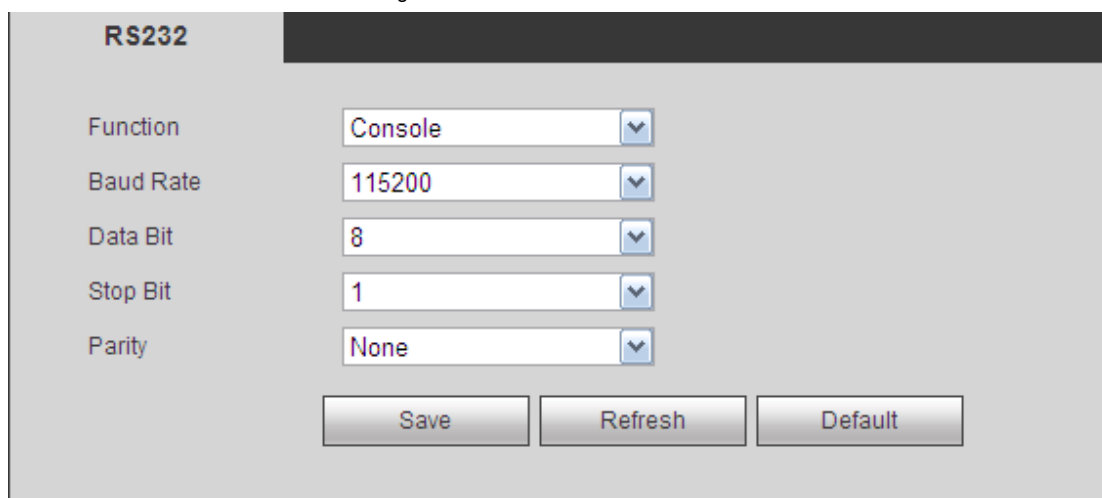 RS232
Function Console
Baud Rate 115200
Data Bit 8
Stop Bit 1
Parity None
Save Refresh Default